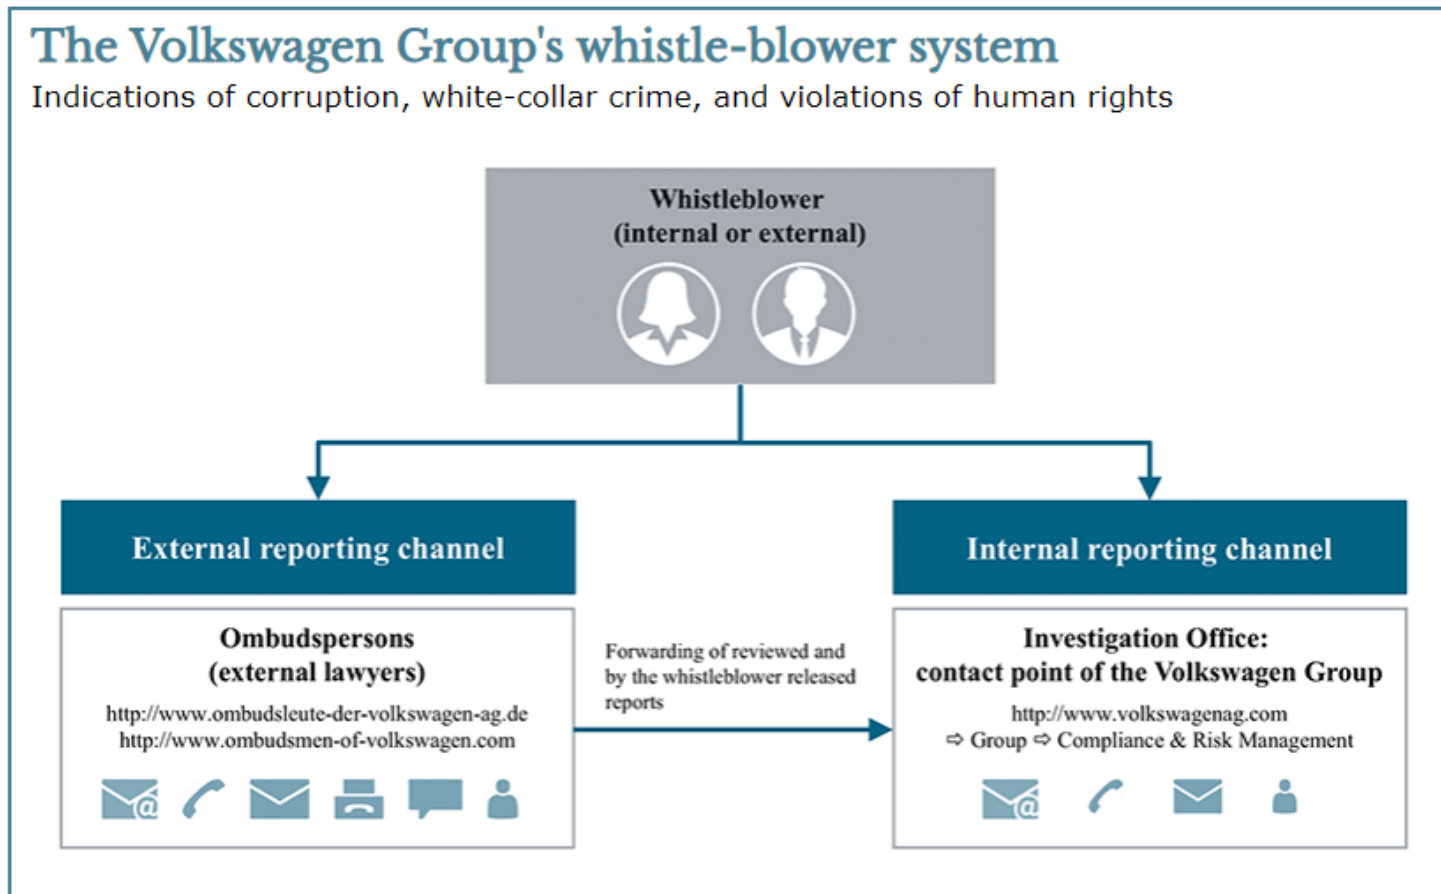 The Volkswagen Group's whistle-blower system
Indications of corruption, white-collar crime, and violations of human rights
Whistleblower
(internal or external)
External reporting channel
Internal reporting channel
Ombudspersons
(external lawyers)
http://www.ombudsleute-der-volkswagen-ag.de
http://www.ombudsmen-of-volkswagen.com
Forwarding of reviewed and
by the whistleblower released
reports
Investigation Office:
contact point of the Volkswagen Group
http://www.volkswagenag.com
⇨ Group ⇨ Compliance & Risk Management